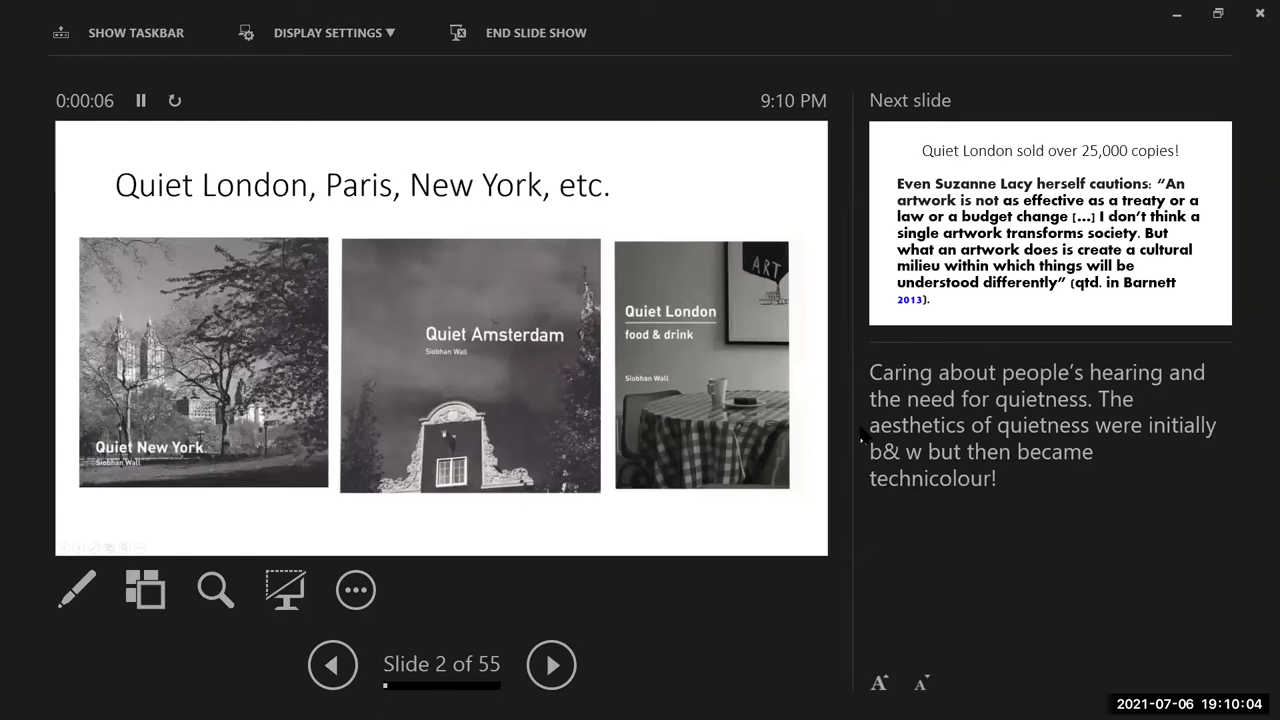 SHOW TASKBAR
DISPLAY SETTINGS ▼
END SLIDE SHOW
0:00:06
9:10 PM
Quiet London, Paris, New York, etc.
Quiet New York
Siobhan Wall
Quiet Amsterdam
Siobhan Wall
ART
Quiet London
food & drink
Siobhan Wall
Slide 2 of 55
Next slide
Quiet London sold over 25,000 copies!
Even Suzanne Lacy herself cautions: “An
artwork is not as effective as a treaty or a
law or a budget change [...] I don’t think a
single artwork transforms society. But
what an artwork does is create a cultural
milieu within which things will be
understood differently” (qtd. in Barnett
2013).
Caring about people’s hearing and
the need for quietness. The
aesthetics of quietness were initially
b& w but then became
technicolour!
A A
2021-07-06 19:10:04